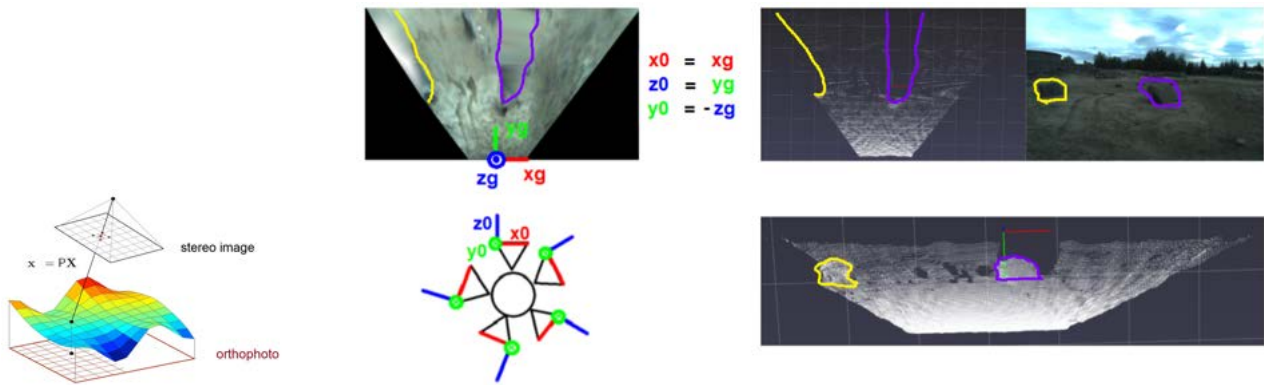 stereo image
x = PX
orthophoto
yg
zg
xg
x0 = xg
z0 = yg
y0 = -zg
z0
x0
y0